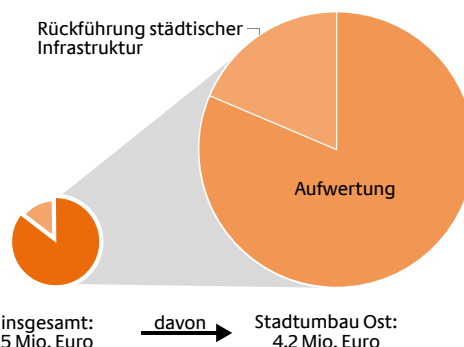 Rückführung städtischer
Infrastruktur
Aufwertung
insgesamt:
5 Mio. Euro
davon
Stadtumbau Ost:
4,2 Mio. Euro